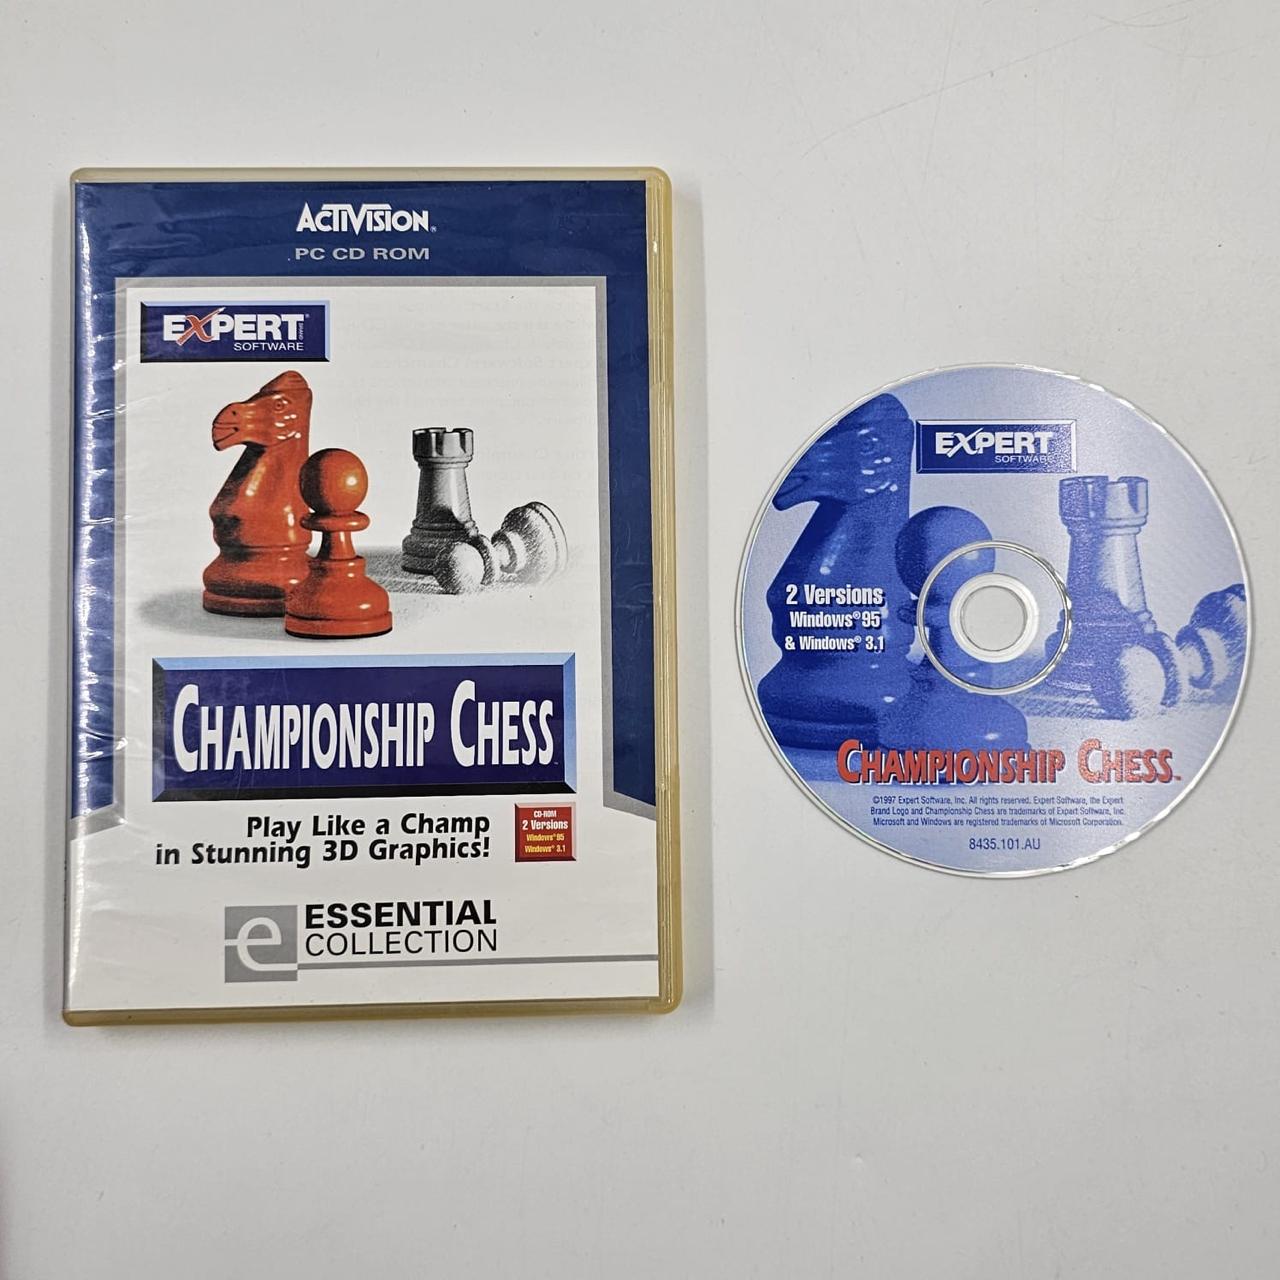 ACTIVISION®
PC CD ROM
EXPERT®
BRAND
SOFTWARE
CHAMPIONSHIP CHESS™
Play Like a Champ
in Stunning 3D Graphics!
CD-ROM
2 Versions
Windows® 95
Windows® 3.1
e ESSENTIAL
COLLECTION
EXPERT
SOFTWARE
2 Versions
Windows® 95
& Windows® 3.1
CHAMPIONSHIP CHESS™
©1997 Expert Software, Inc. All rights reserved. Expert Software, the Expert
Brand Logo and Championship Chess are trademarks of Expert Software, Inc.
Microsoft and Windows are registered trademarks of Microsoft Corporation.
8435.101.AU